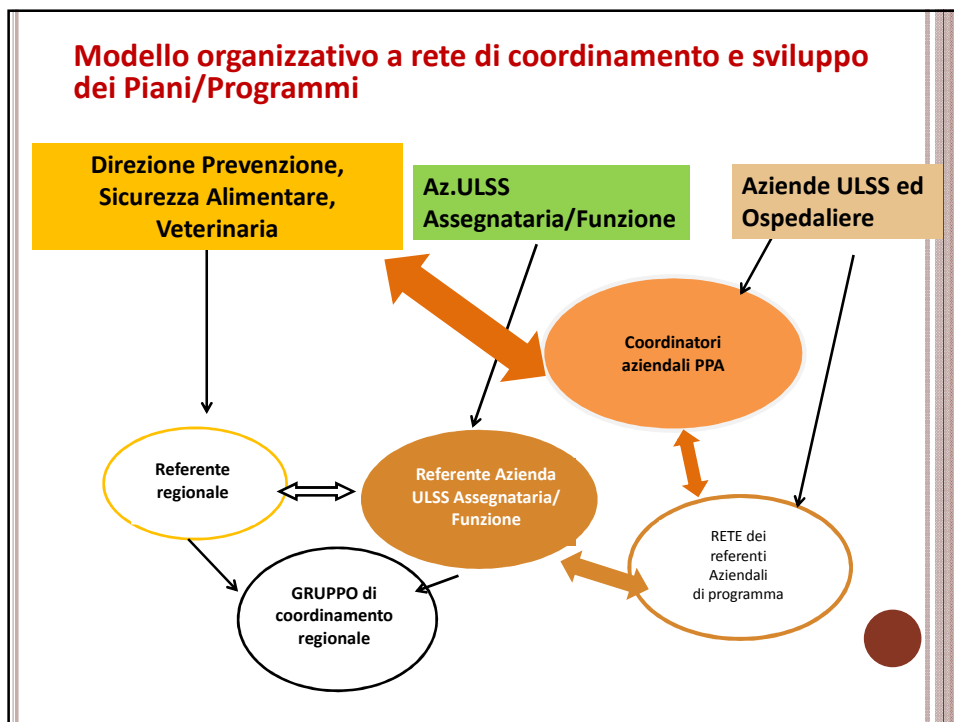 Modello organizzativo a rete di coordinamento e sviluppo
dei Piani/Programmi
Direzione Prevenzione,
Sicurezza Alimentare,
Veterinaria
Az.ULSS
Assegnataria/Funzione
Aziende ULSS ed
Ospedaliere
Coordinatori
aziendali PPA
Referente
regionale
Referente Azienda
ULSS Assegnataria/
Funzione
RETE dei
referenti
Aziendali
di programma
GRUPPO di
coordinamento
regionale